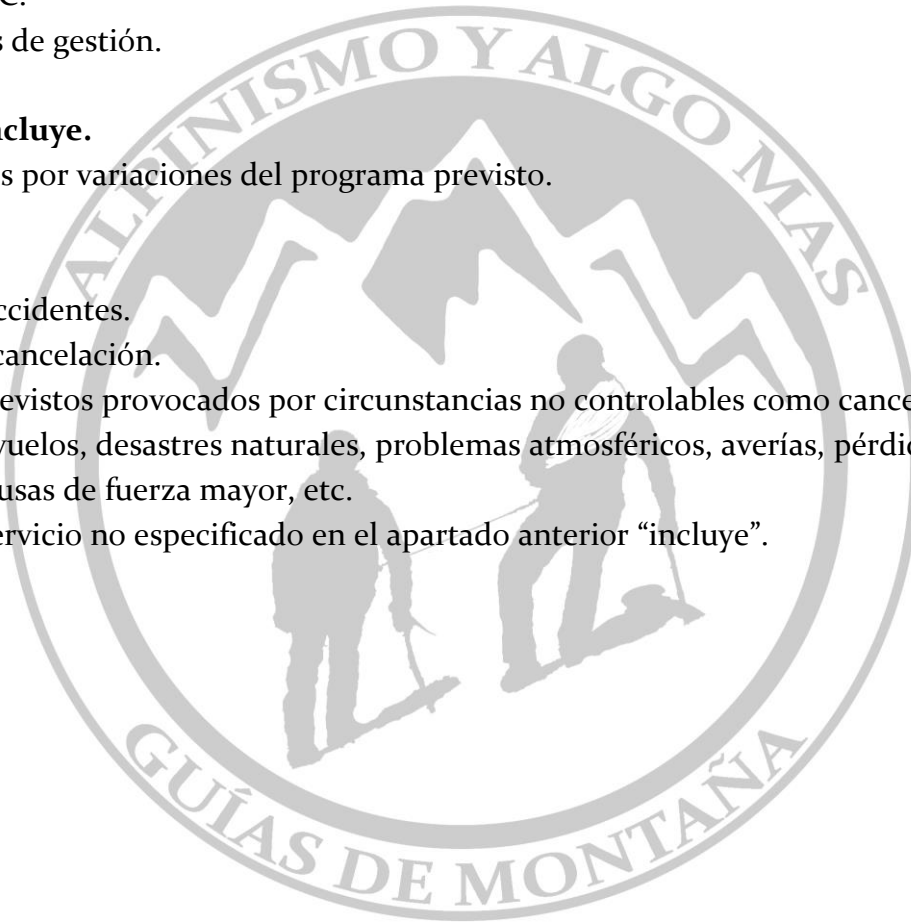 C.
s de gestión.
ncluye.
s por variaciones del programa previsto.
ccidentes.
cancelación.
evistos provocados por circunstancias no controlables como cance
vuelos, desastres naturales, problemas atmosféricos, averías, pérdi
usas de fuerza mayor, etc.
ervicio no especificado en el apartado anterior “incluye”.
ALPINISMO Y ALGO MAS
GUÍAS DE MONTAÑA